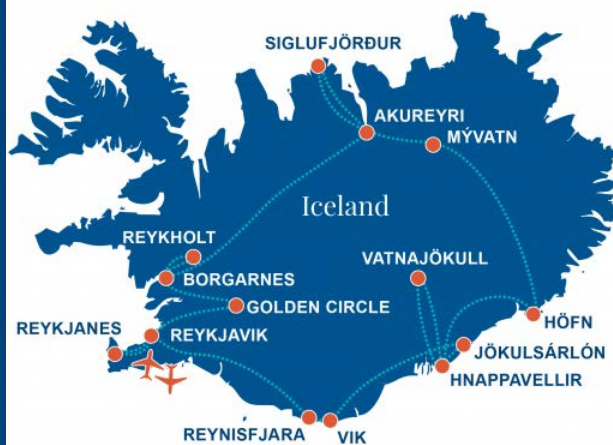 SIGLUFJÖRÐUR
AKUREYRI
MÝVATN
Iceland
REYKHOLT
VATNAJÖKULL
BORGARNES
GOLDEN CIRCLE
REYKJANES
REYKJAVIK
HÖFN
JÖKULSÁRLÓN
HNAPPAVELLIR
REYNISFJARA
VIK